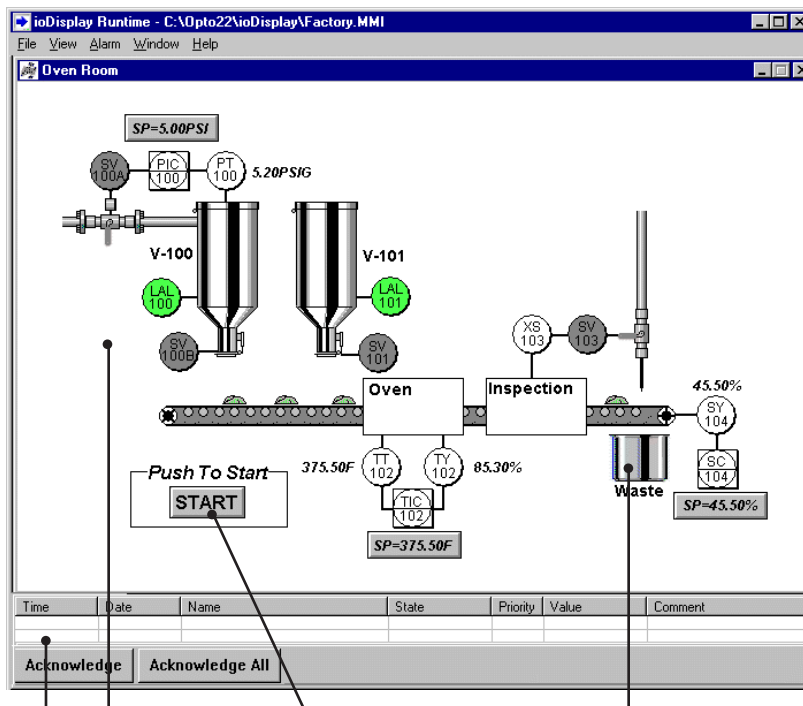 ioDisplay Runtime - C:\Opto22\ioDisplay\Factory.MMI
File View Alarm Window Help
Oven Room
SP=5.00PSI
SV 100A
PIC 100
PT 100
5.20PSIG
V-100
V-101
LAL 100
LAL 101
SV 100B
SV 101
XS 103
SV 103
Oven
Inspection
45.50%
SY 104
375.50F
TT 102
TY 102
85.30%
SC 104
Waste
Push To Start
START
TIC 102
SP=45.50%
SP=375.50F
Time Date Name State Priority Value Comment
Acknowledge Acknowledge All